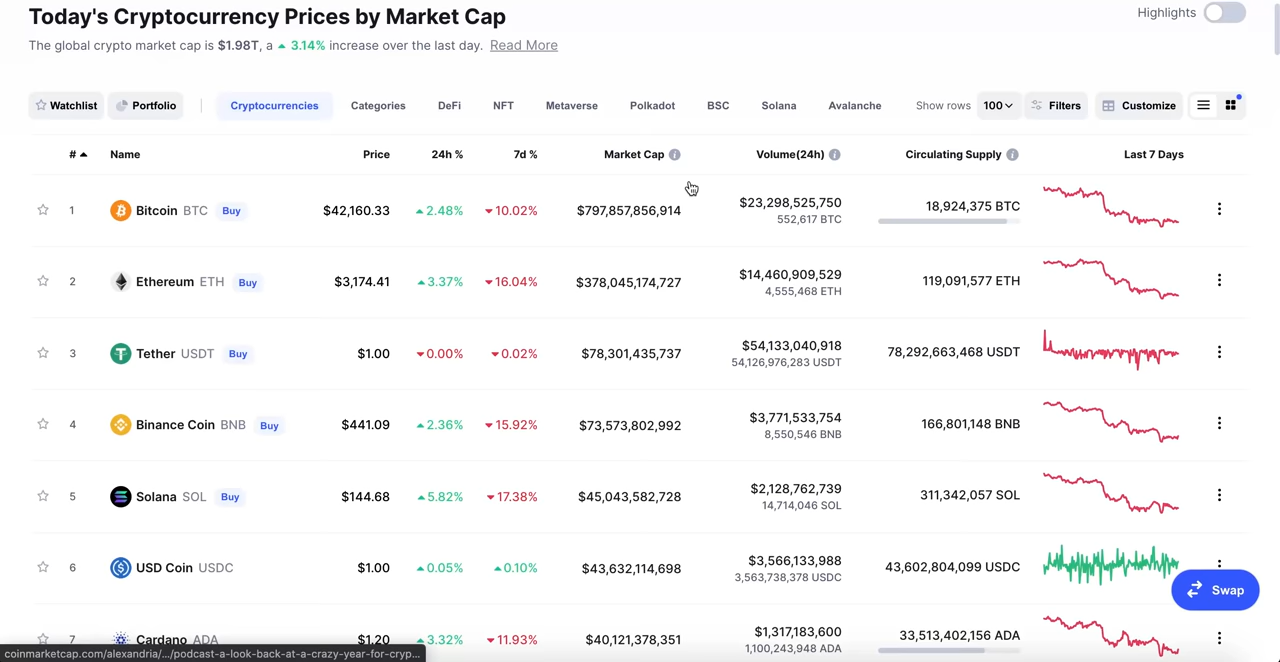 Today's Cryptocurrency Prices by Market Cap
Highlights
The global crypto market cap is $1.98T, a 3.14% increase over the last day. Read More
Watchlist Portfolio Cryptocurrencies Categories DeFi NFT Metaverse Polkadot BSC Solana Avalanche Show rows 100 Filters Customize
# Name Price 24h % 7d % Market Cap Volume(24h) Circulating Supply Last 7 Days
1 Bitcoin BTC Buy $42,160.33 2.48% 10.02% $797,857,856,914 $23,298,525,750 18,924,375 BTC
552,617 BTC
2 Ethereum ETH Buy $3,174.41 3.37% 16.04% $378,045,174,727 $14,460,909,529 119,091,577 ETH
4,555,468 ETH
3 Tether USDT Buy $1.00 0.00% 0.02% $78,301,435,737 $54,133,040,918 78,292,663,468 USDT
54,126,976,283 USDT
4 Binance Coin BNB Buy $441.09 2.36% 15.92% $73,573,802,992 $3,771,533,754 166,801,148 BNB
8,550,546 BNB
5 Solana SOL Buy $144.68 5.82% 17.38% $45,043,582,728 $2,128,762,739 311,342,057 SOL
14,714,046 SOL
6 USD Coin USDC $1.00 0.05% 0.10% $43,632,114,698 $3,566,133,988 43,602,804,099 USDC
3,563,738,378 USDC
Swap
7 Cardano ADA $1.20 3.32% 11.93% $40,121,378,351 $1,317,183,600 33,513,402,156 ADA
1,100,243,948 ADA
coinmarketcap.com/alexandria/.../podcast-a-look-back-at-a-crazy-year-for-cryp...